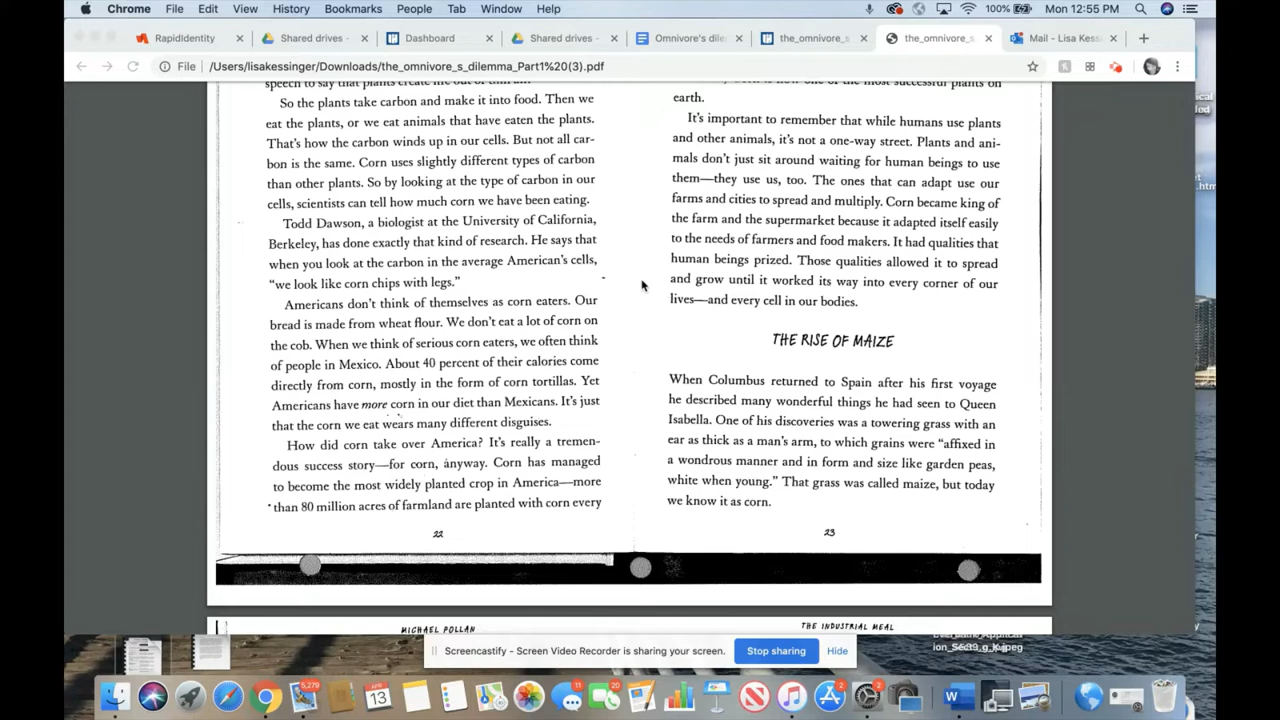 Chrome File Edit View History Bookmarks People Tab Window Help 100% Mon 12:55 PM
RapidIdentity Shared drives - Dashboard Shared drives - Omnivore's dile the_omnivore_s the_omnivore_s Mail - Lisa Kess
File /Users/lisakessinger/Downloads/the_omnivore_s_dilemma_Part1%20(3).pdf
So the plants take carbon and make it into food. Then we
eat the plants, or we eat animals that have eaten the plants.
That's how the carbon winds up in our cells. But not all car-
bon is the same. Corn uses slightly different types of carbon
than other plants. So by looking at the type of carbon in our
cells, scientists can tell how much corn we have been eating.
Todd Dawson, a biologist at the University of California,
Berkeley, has done exactly that kind of research. He says that
when you look at the carbon in the average American's cells,
"we look like corn chips with legs."
Americans don't think of themselves as corn eaters. Our
bread is made from wheat flour. We don't eat a lot of corn on
the cob. When we think of serious corn eaters, we often think
of people in Mexico. About 40 percent of their calories come
directly from corn, mostly in the form of corn tortillas. Yet
Americans have more corn in our diet than Mexicans. It's just
that the corn we eat wears many different disguises.
How did corn take over America? It's really a tremen-
dous success story—for corn, anyway. Corn has managed
to become the most widely planted crop in America—more
than 80 million acres of farmland are planted with corn every
22
earth.
It's important to remember that while humans use plants
and other animals, it's not a one-way street. Plants and ani-
mals don't just sit around waiting for human beings to use
them—they use us, too. The ones that can adapt use our
farms and cities to spread and multiply. Corn became king of
the farm and the supermarket because it adapted itself easily
to the needs of farmers and food makers. It had qualities that
human beings prized. Those qualities allowed it to spread
and grow until it worked its way into every corner of our
lives—and every cell in our bodies.
THE RISE OF MAIZE
When Columbus returned to Spain after his first voyage
he described many wonderful things he had seen to Queen
Isabella. One of his discoveries was a towering grass with an
ear as thick as a man's arm, to which grains were "affixed in
a wondrous manner and in form and size like garden peas,
white when young." That grass was called maize, but today
we know it as corn.
23
MICHAEL POLLAN
THE INDUSTRIAL MEAL
Screencastify - Screen Video Recorder is sharing your screen. Stop sharing Hide
ion_Sec39.g_K.jpeg
5,279
APR
13
11
20
2
2